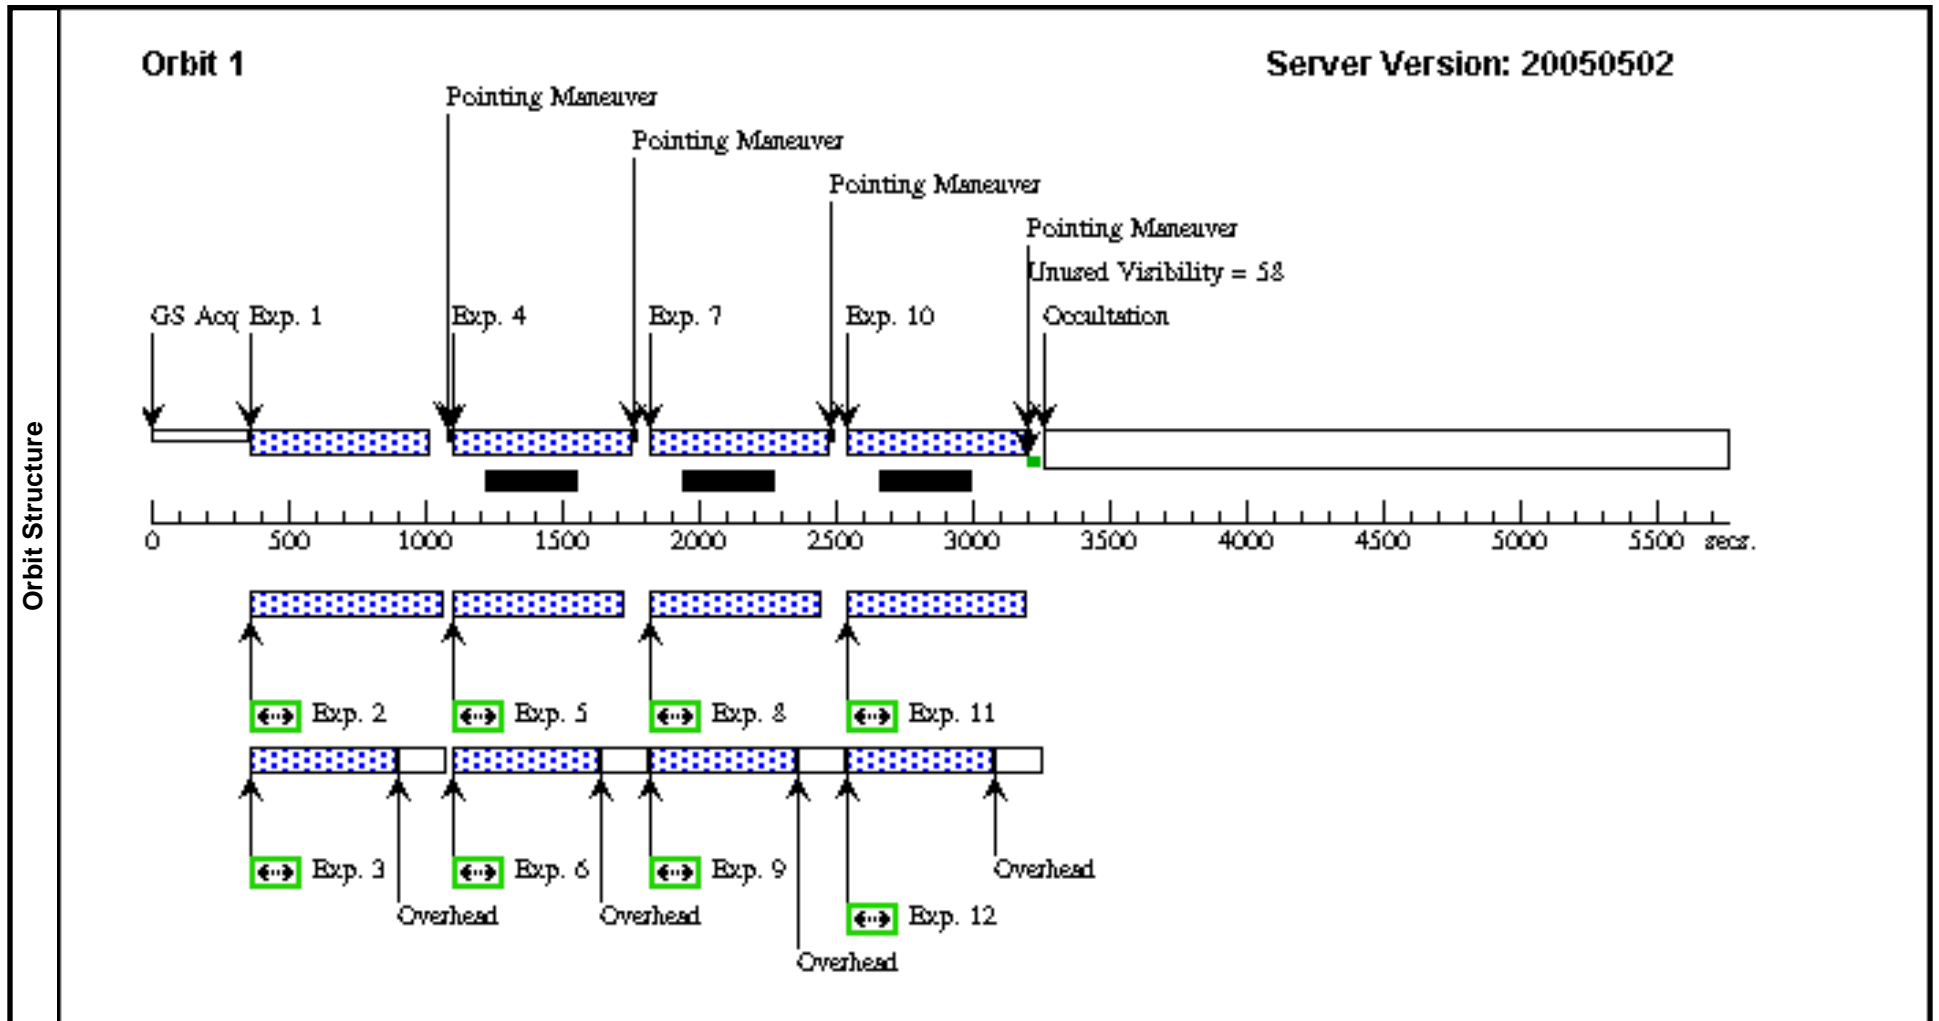 Orbit 1
Server Version: 20050502
Pointing Maneuver
Pointing Maneuver
Pointing Maneuver
Pointing Maneuver
Unused Visibility = 58
GS Acq Exp. 1 Exp. 4 Exp. 7 Exp. 10 Occultation
Orbit Structure
0 500 1000 1500 2000 2500 3000 3500 4000 4500 5000 5500 secs.
Exp. 2 Exp. 5 Exp. 8 Exp. 11
Exp. 3 Exp. 6 Exp. 9 Overhead
Overhead Overhead Exp. 12
Overhead